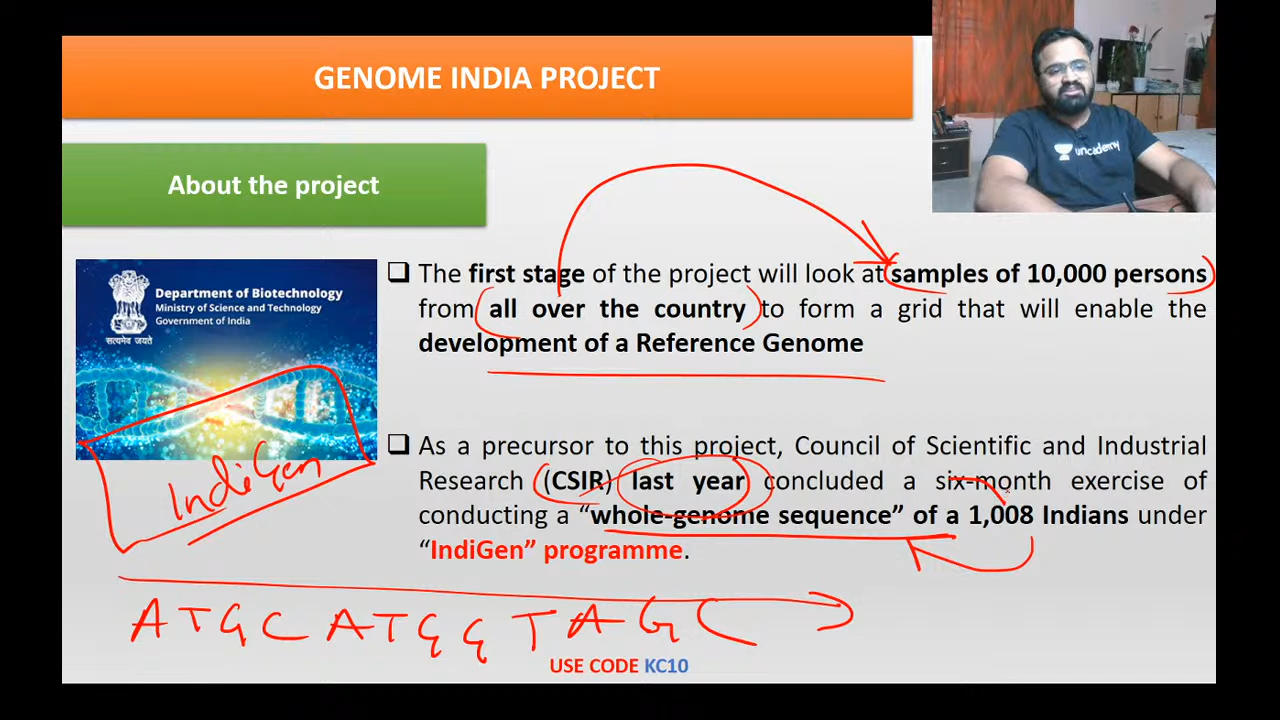 GENOME INDIA PROJECT
unacademy
About the project
❑ The first stage of the project will look at samples of 10,000 persons
from all over the country to form a grid that will enable the
development of a Reference Genome
Department of Biotechnology
Ministry of Science and Technology
Government of India
सत्यमेव जयते
❑ As a precursor to this project, Council of Scientific and Industrial
Research (CSIR) last year concluded a six-month exercise of
conducting a “whole-genome sequence” of a 1,008 Indians under
“IndiGen” programme.
IndiGen
ATGCATGGTAGC
USE CODE KC10